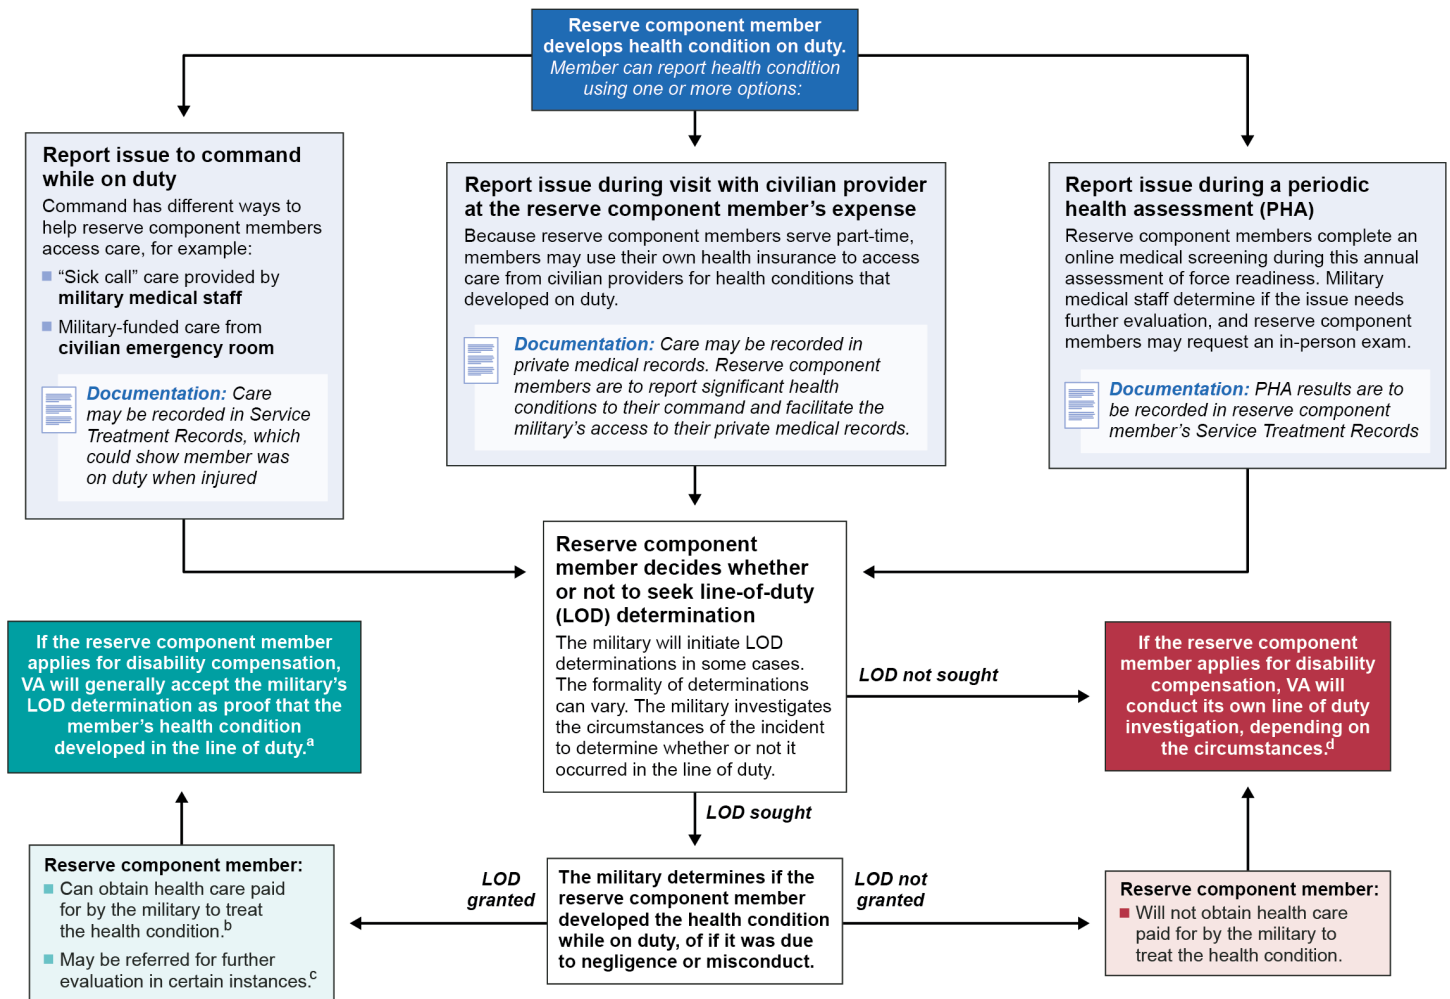 Reserve component member
develops health condition on duty.
Member can report health condition
using one or more options:
Report issue to command
while on duty
Command has different ways to
help reserve component members
access care, for example:
“Sick call” care provided by
military medical staff
Military-funded care from
civilian emergency room
Documentation: Care
may be recorded in Service
Treatment Records, which
could show member was
on duty when injured
Report issue during visit with civilian provider
at the reserve component member’s expense
Because reserve component members serve part-time,
members may use their own health insurance to access
care from civilian providers for health conditions that
developed on duty.
Documentation: Care may be recorded in
private medical records. Reserve component
members are to report significant health
conditions to their command and facilitate the
military’s access to their private medical records.
Report issue during a periodic
health assessment (PHA)
Reserve component members complete an
online medical screening during this annual
assessment of force readiness. Military
medical staff determine if the issue needs
further evaluation, and reserve component
members may request an in-person exam.
Documentation: PHA results are to
be recorded in reserve component
member’s Service Treatment Records
Reserve component
member decides whether
or not to seek line-of-duty
(LOD) determination
The military will initiate LOD
determinations in some cases.
The formality of determinations
can vary. The military investigates
the circumstances of the incident
to determine whether or not it
occurred in the line of duty.
If the reserve component member
applies for disability compensation,
VA will generally accept the military’s
LOD determination as proof that the
member’s health condition
developed in the line of duty.a
LOD not sought
If the reserve component
member applies for disability
compensation, VA will
conduct its own line of duty
investigation, depending on
the circumstances.d
LOD sought
Reserve component member:
Can obtain health care paid
for by the military to treat
the health condition.b
May be referred for further
evaluation in certain instances.c
LOD
granted
The military determines if the
reserve component member
developed the health condition
while on duty, of if it was due
to negligence or misconduct.
LOD not
granted
Reserve component member:
Will not obtain health care
paid for by the military to
treat the health condition.